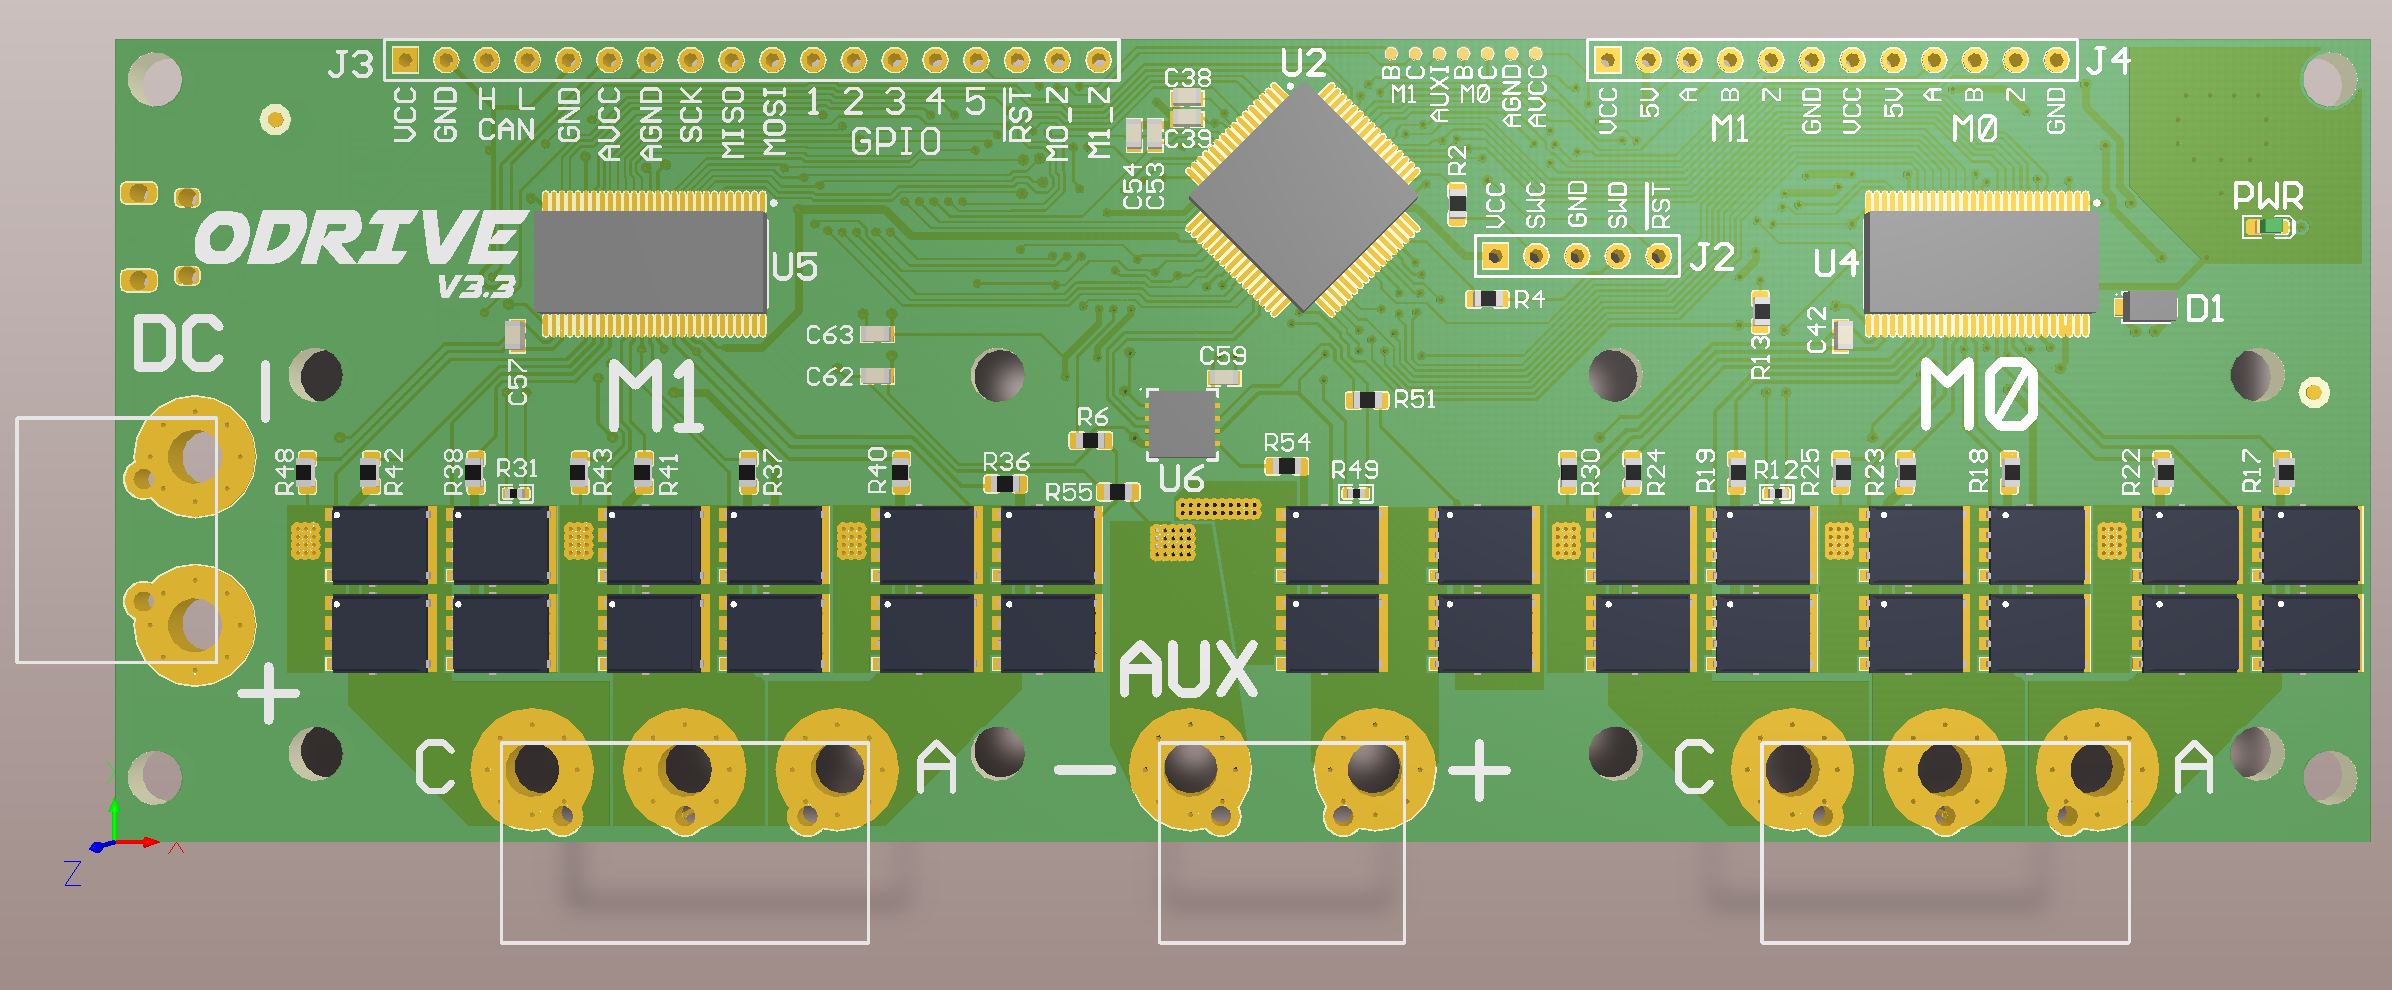 J3
VCC GND H L GND AVCC AGND SCK MISO MOSI 1 2 3 4 5 RST M0_Z M1_Z
CAN
GPIO
C38
C39
C54 C53
U2
B C AUXI B C AGND AVCC
M1 M0
J4
VCC 5V A B Z GND VCC 5V A B Z GND
M1 M0
R2
VCC SWC GND SWD RST
J2
PWR
ODRIVE
V3.3
U5
U4
D1
R4
R13
C42
DC
−
+
C57
C63
C62
C59
M1
M0
R6
R51
U6
R54
R55
R49
R48 R42 R38 R31 R43 R41 R37 R40 R36
R30 R24 R19 R12 R25 R23 R18 R22 R17
AUX
C A − + C A
Z X Y